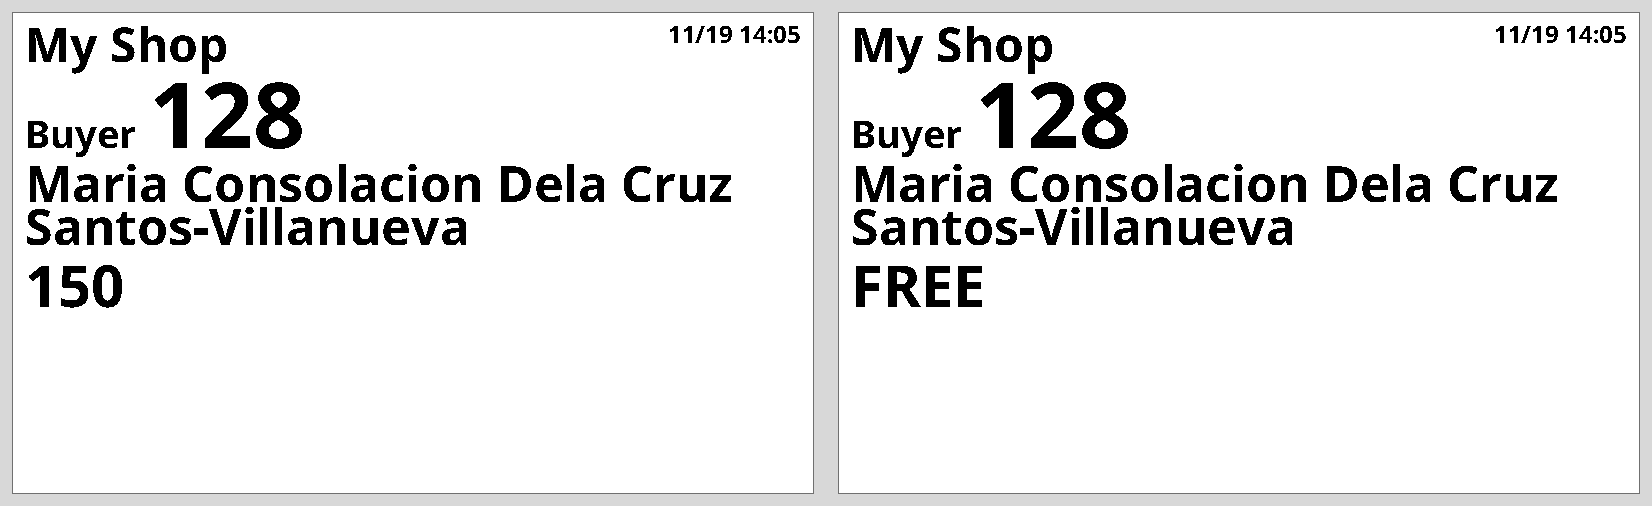 My Shop 11/19 14:05
Buyer 128
Maria Consolacion Dela Cruz
Santos-Villanueva
150
My Shop 11/19 14:05
Buyer 128
Maria Consolacion Dela Cruz
Santos-Villanueva
FREE